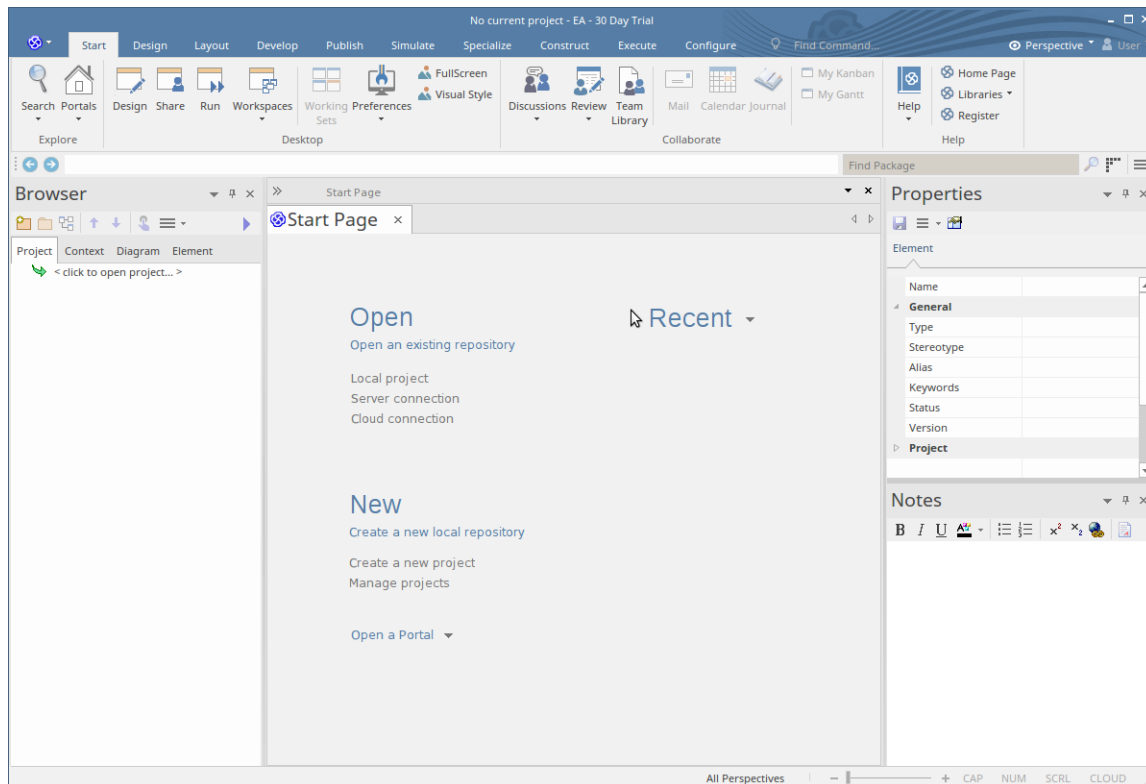 No current project - EA - 30 Day Trial
Start Design Layout Develop Publish Simulate Specialize Construct Execute Configure Find Command... Perspective User
Search Portals Design Share Run Workspaces Working Sets Preferences FullScreen Visual Style Discussions Review Team Library Mail Calendar Journal My Kanban My Gantt Help Home Page Libraries Register
Explore Desktop Collaborate Help
Find Package
Browser
Project Context Diagram Element
< click to open project... >
Start Page
Start Page
Open
Open an existing repository
Local project
Server connection
Cloud connection
Recent
New
Create a new local repository
Create a new project
Manage projects
Open a Portal
Properties
Element
Name
General
Type
Stereotype
Alias
Keywords
Status
Version
Project
Notes
B I U A x² x₂
All Perspectives CAP NUM SCRL CLOUD